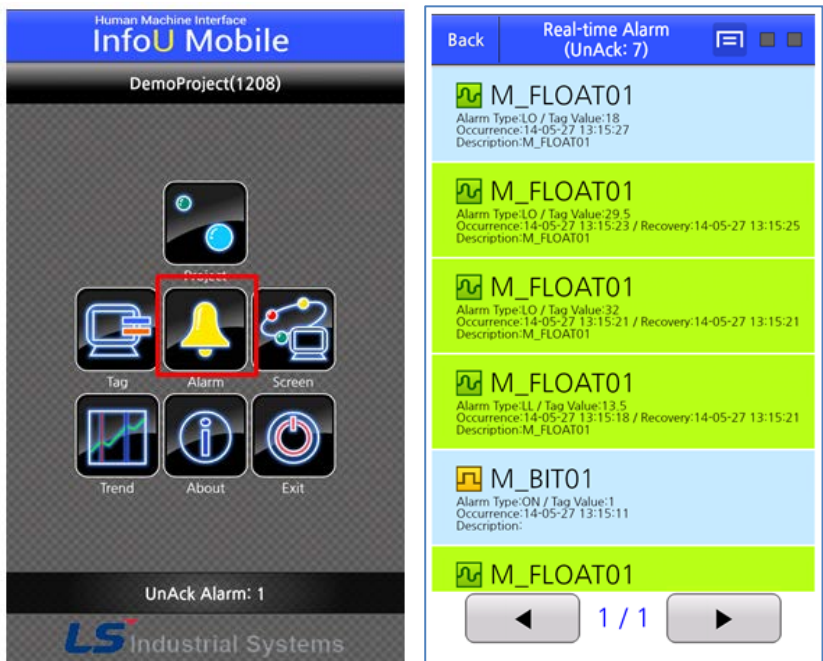 Human Machine Interface
InfoU Mobile
DemoProject(1208)
Project
Tag
Alarm
Screen
Trend
About
Exit
UnAck Alarm: 1
LS Industrial Systems
Back
Real-time Alarm
(UnAck: 7)
M_FLOAT01
Alarm Type:LO / Tag Value:18
Occurrence:14-05-27 13:15:27
Description:M_FLOAT01
M_FLOAT01
Alarm Type:LO / Tag Value:29.5
Occurrence:14-05-27 13:15:23 / Recovery:14-05-27 13:15:25
Description:M_FLOAT01
M_FLOAT01
Alarm Type:LO / Tag Value:32
Occurrence:14-05-27 13:15:21 / Recovery:14-05-27 13:15:21
Description:M_FLOAT01
M_FLOAT01
Alarm Type:LL / Tag Value:13.5
Occurrence:14-05-27 13:15:18 / Recovery:14-05-27 13:15:21
Description:M_FLOAT01
M_BIT01
Alarm Type:ON / Tag Value:1
Occurrence:14-05-27 13:15:11
Description:
M_FLOAT01
1 / 1